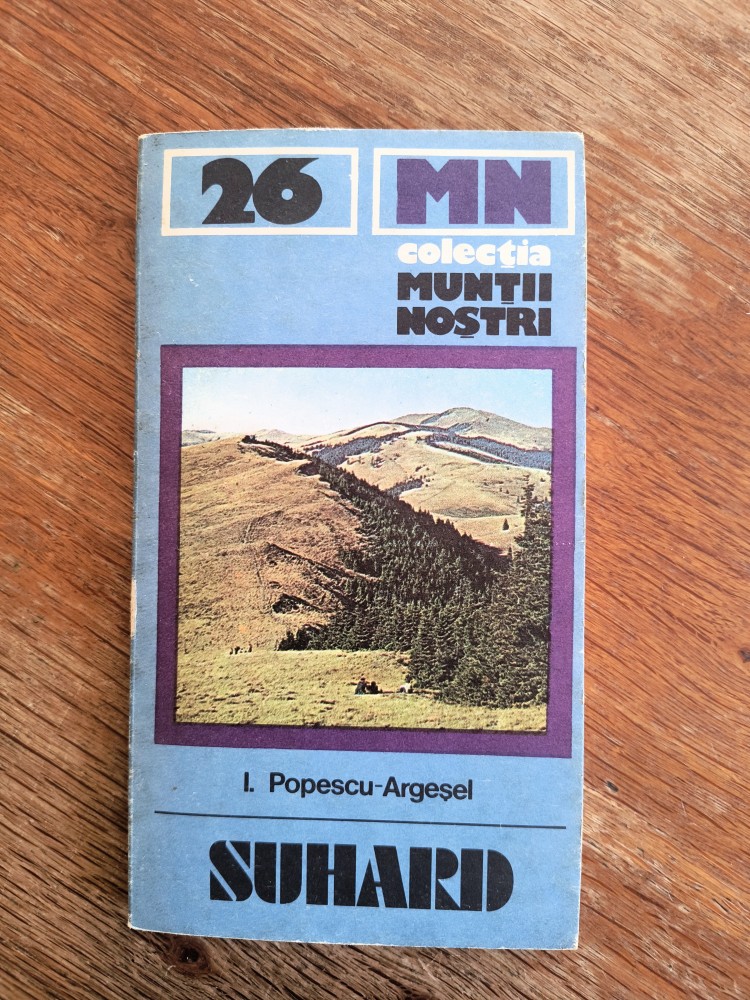 26
MN
colecția
MUNȚII
NOȘTRI
I. Popescu-Argeșel
SUHARD